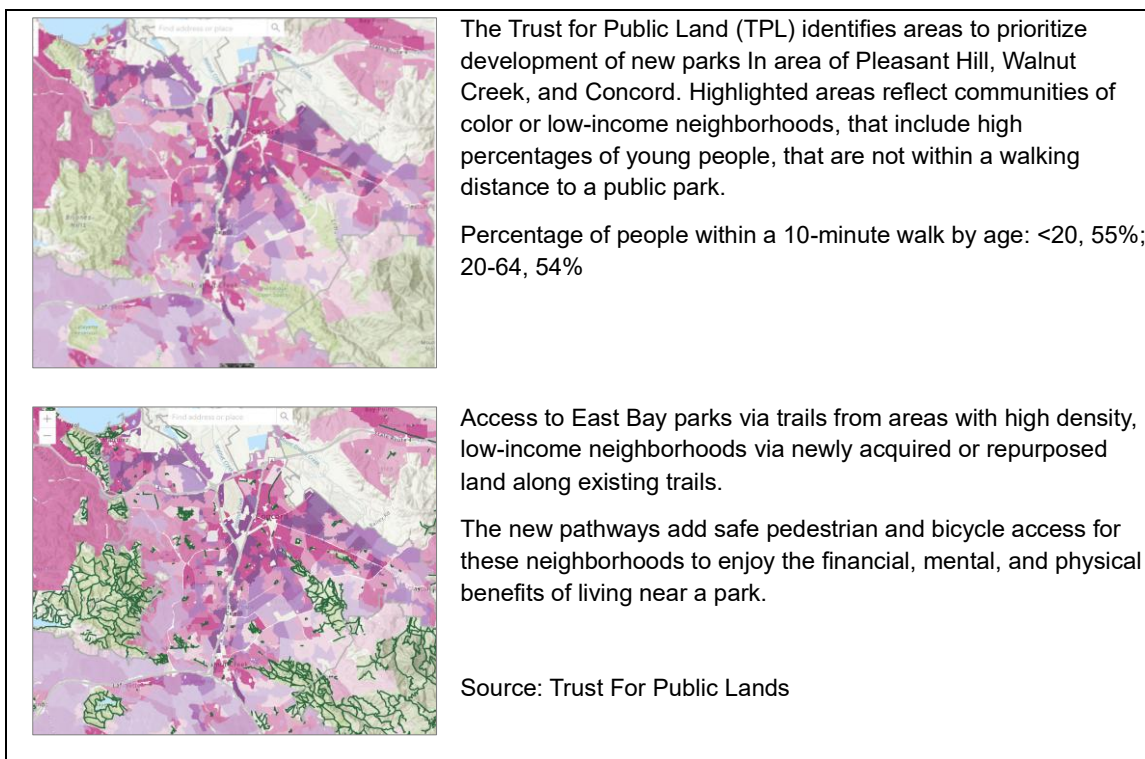 Find address or place
The Trust for Public Land (TPL) identifies areas to prioritize
development of new parks In area of Pleasant Hill, Walnut
Creek, and Concord. Highlighted areas reflect communities of
color or low-income neighborhoods, that include high
percentages of young people, that are not within a walking
distance to a public park.
Percentage of people within a 10-minute walk by age: <20, 55%;
20-64, 54%
Find address or place
Access to East Bay parks via trails from areas with high density,
low-income neighborhoods via newly acquired or repurposed
land along existing trails.
The new pathways add safe pedestrian and bicycle access for
these neighborhoods to enjoy the financial, mental, and physical
benefits of living near a park.
Source: Trust For Public Lands